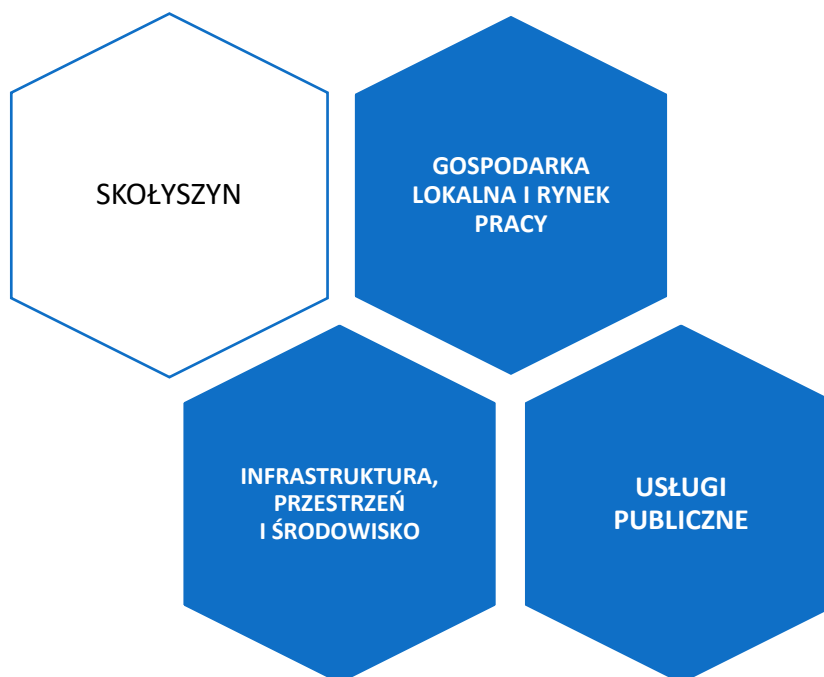 SKOŁYSZYN
GOSPODARKA
LOKALNA I RYNEK
PRACY
INFRASTRUKTURA,
PRZESTRZEŃ
I ŚRODOWISKO
USŁUGI
PUBLICZNE